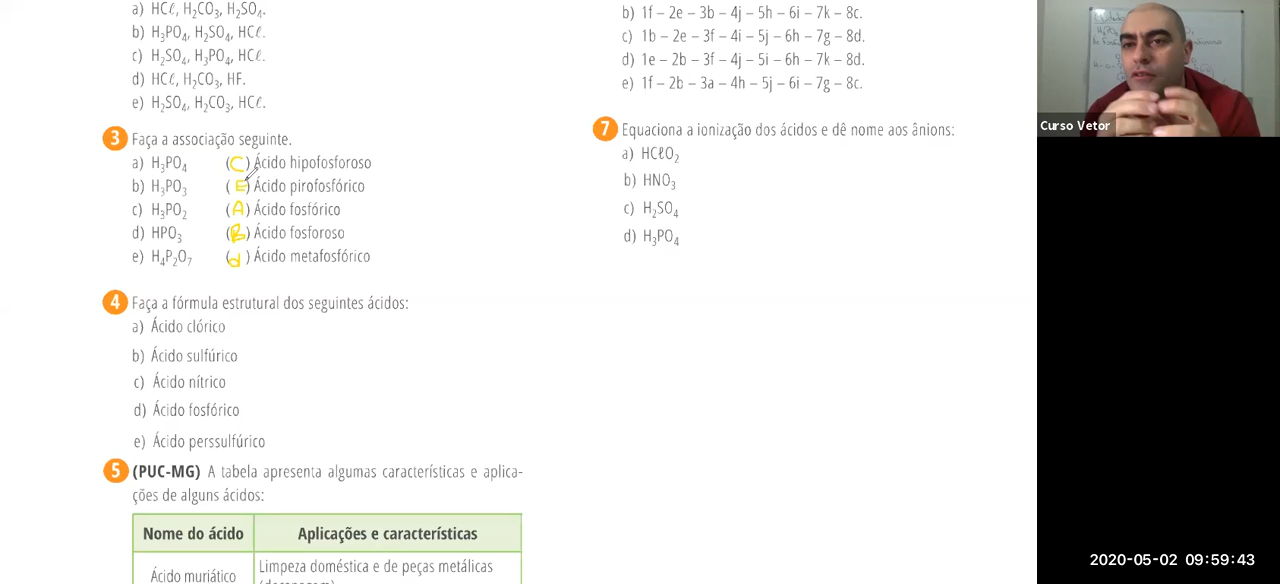 a) HCℓ, H₂CO₃, H₂SO₄.
b) H₃PO₄, H₂SO₄, HCℓ.
c) H₂SO₄, H₃PO₄, HCℓ.
d) HCℓ, H₂CO₃, HF.
e) H₂SO₄, H₂CO₃, HCℓ.
3 Faça a associação seguinte.
a) H₃PO₄ (C) Ácido hipofosforoso
b) H₃PO₃ (E) Ácido pirofosfórico
c) H₃PO₂ (A) Ácido fosfórico
d) HPO₃ (B) Ácido fosforoso
e) H₄P₂O₇ (d) Ácido metafosfórico
4 Faça a fórmula estrutural dos seguintes ácidos:
a) Ácido clórico
b) Ácido sulfúrico
c) Ácido nítrico
d) Ácido fosfórico
e) Ácido perssulfúrico
5 (PUC-MG) A tabela apresenta algumas características e aplica-
ções de alguns ácidos:
Nome do ácido Aplicações e características
Ácido muriático Limpeza doméstica e de peças metálicas
b) 1f – 2e – 3b – 4j – 5h – 6i – 7k – 8c.
c) 1b – 2e – 3f – 4i – 5j – 6h – 7g – 8d.
d) 1e – 2b – 3f – 4j – 5i – 6h – 7k – 8d.
e) 1f – 2b – 3a – 4h – 5j – 6i – 7g – 8c.
7 Equaciona a ionização dos ácidos e dê nome aos ânions:
a) HCℓO₂
b) HNO₃
c) H₂SO₄
d) H₃PO₄
Curso Vetor
2020-05-02 09:59:43